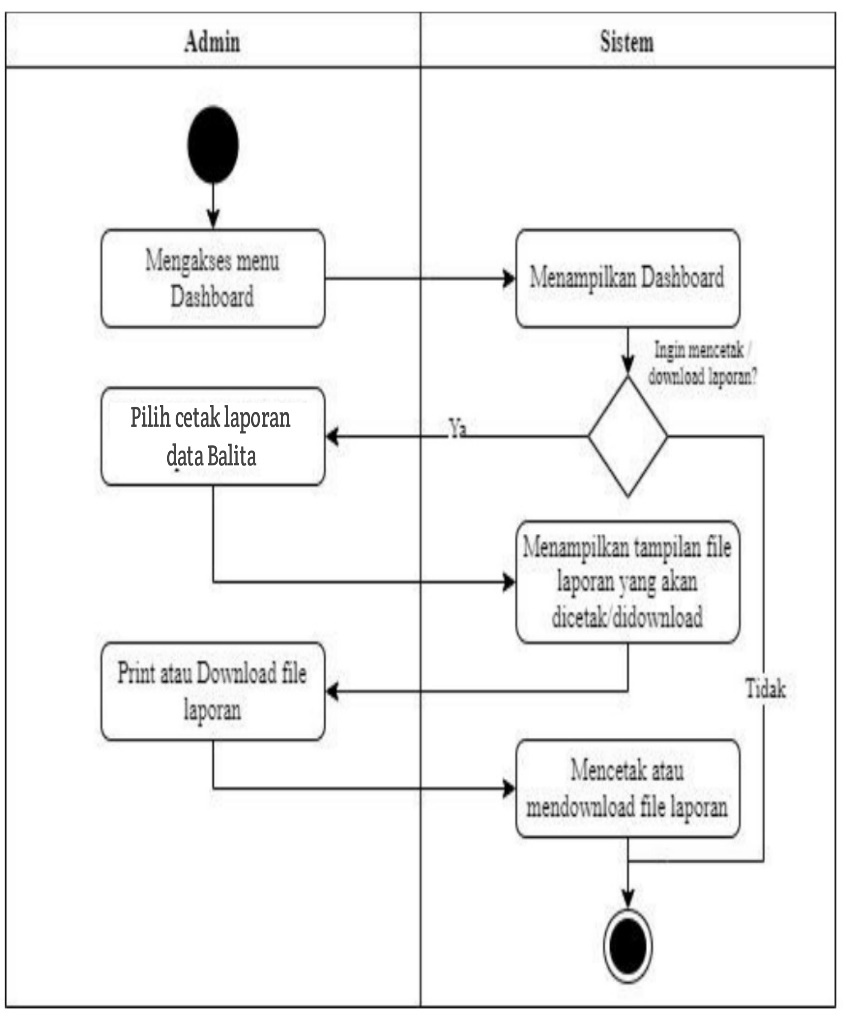 Admin
Sistem
Mengakses menu
Dashboard
Menampilkan Dashboard
Ingin mencetak /
download laporan?
Pilih cetak laporan
data Balita
Ya
Menampilkan tampilan file
laporan yang akan
dicetak/didownload
Print atau Download file
laporan
Tidak
Mencetak atau
mendownload file laporan